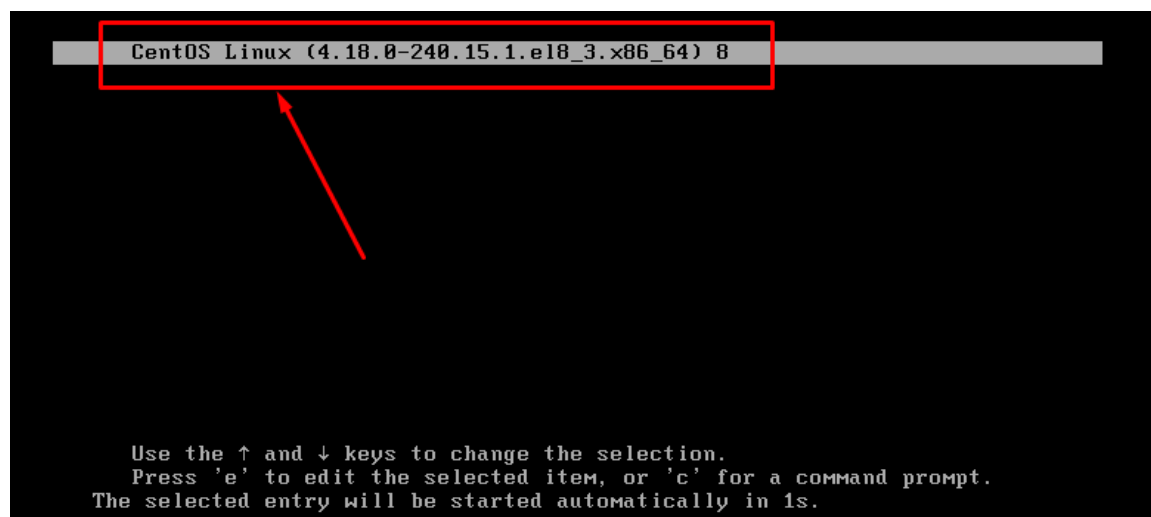 CentOS Linux (4.18.0-240.15.1.el8_3.x86_64) 8
Use the ↑ and ↓ keys to change the selection.
Press 'e' to edit the selected item, or 'c' for a command prompt.
The selected entry will be started automatically in 1s.